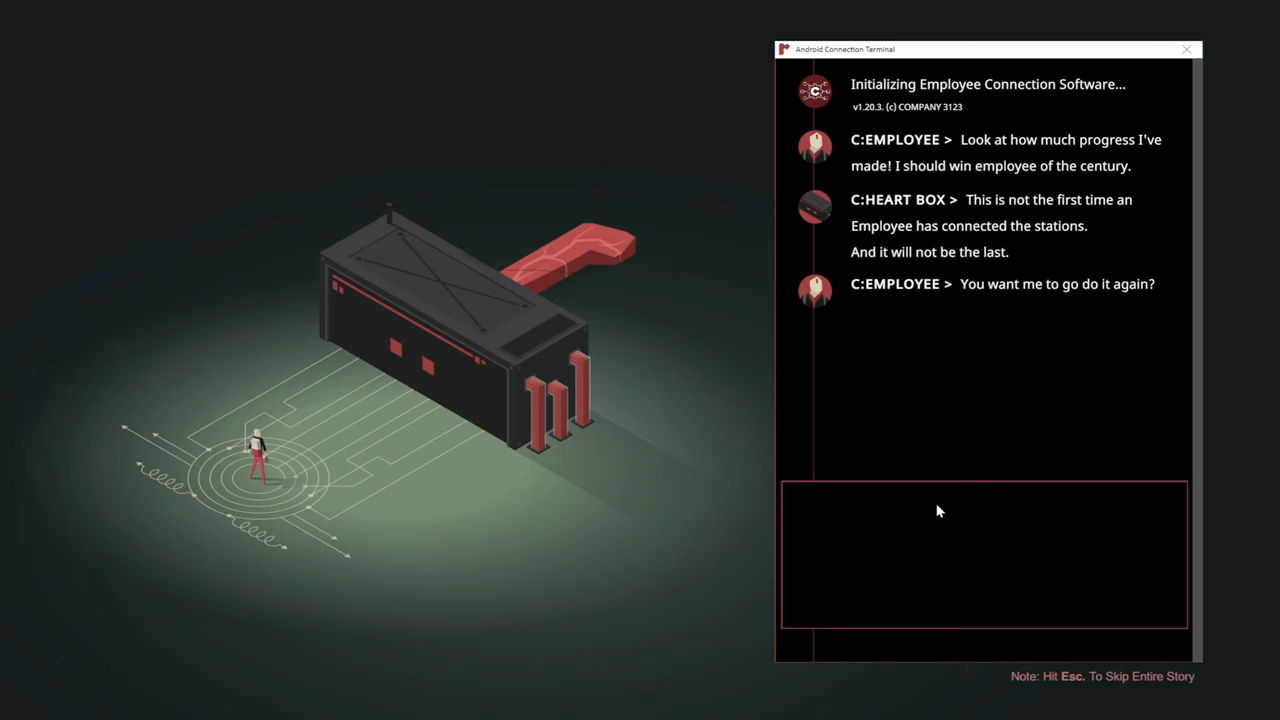 Android Connection Terminal
C
Initializing Employee Connection Software...
v1.20.3. (c) COMPANY 3123
C:EMPLOYEE > Look at how much progress I've
made! I should win employee of the century.
C:HEART BOX > This is not the first time an
Employee has connected the stations.
And it will not be the last.
C:EMPLOYEE > You want me to go do it again?
Note: Hit Esc. To Skip Entire Story